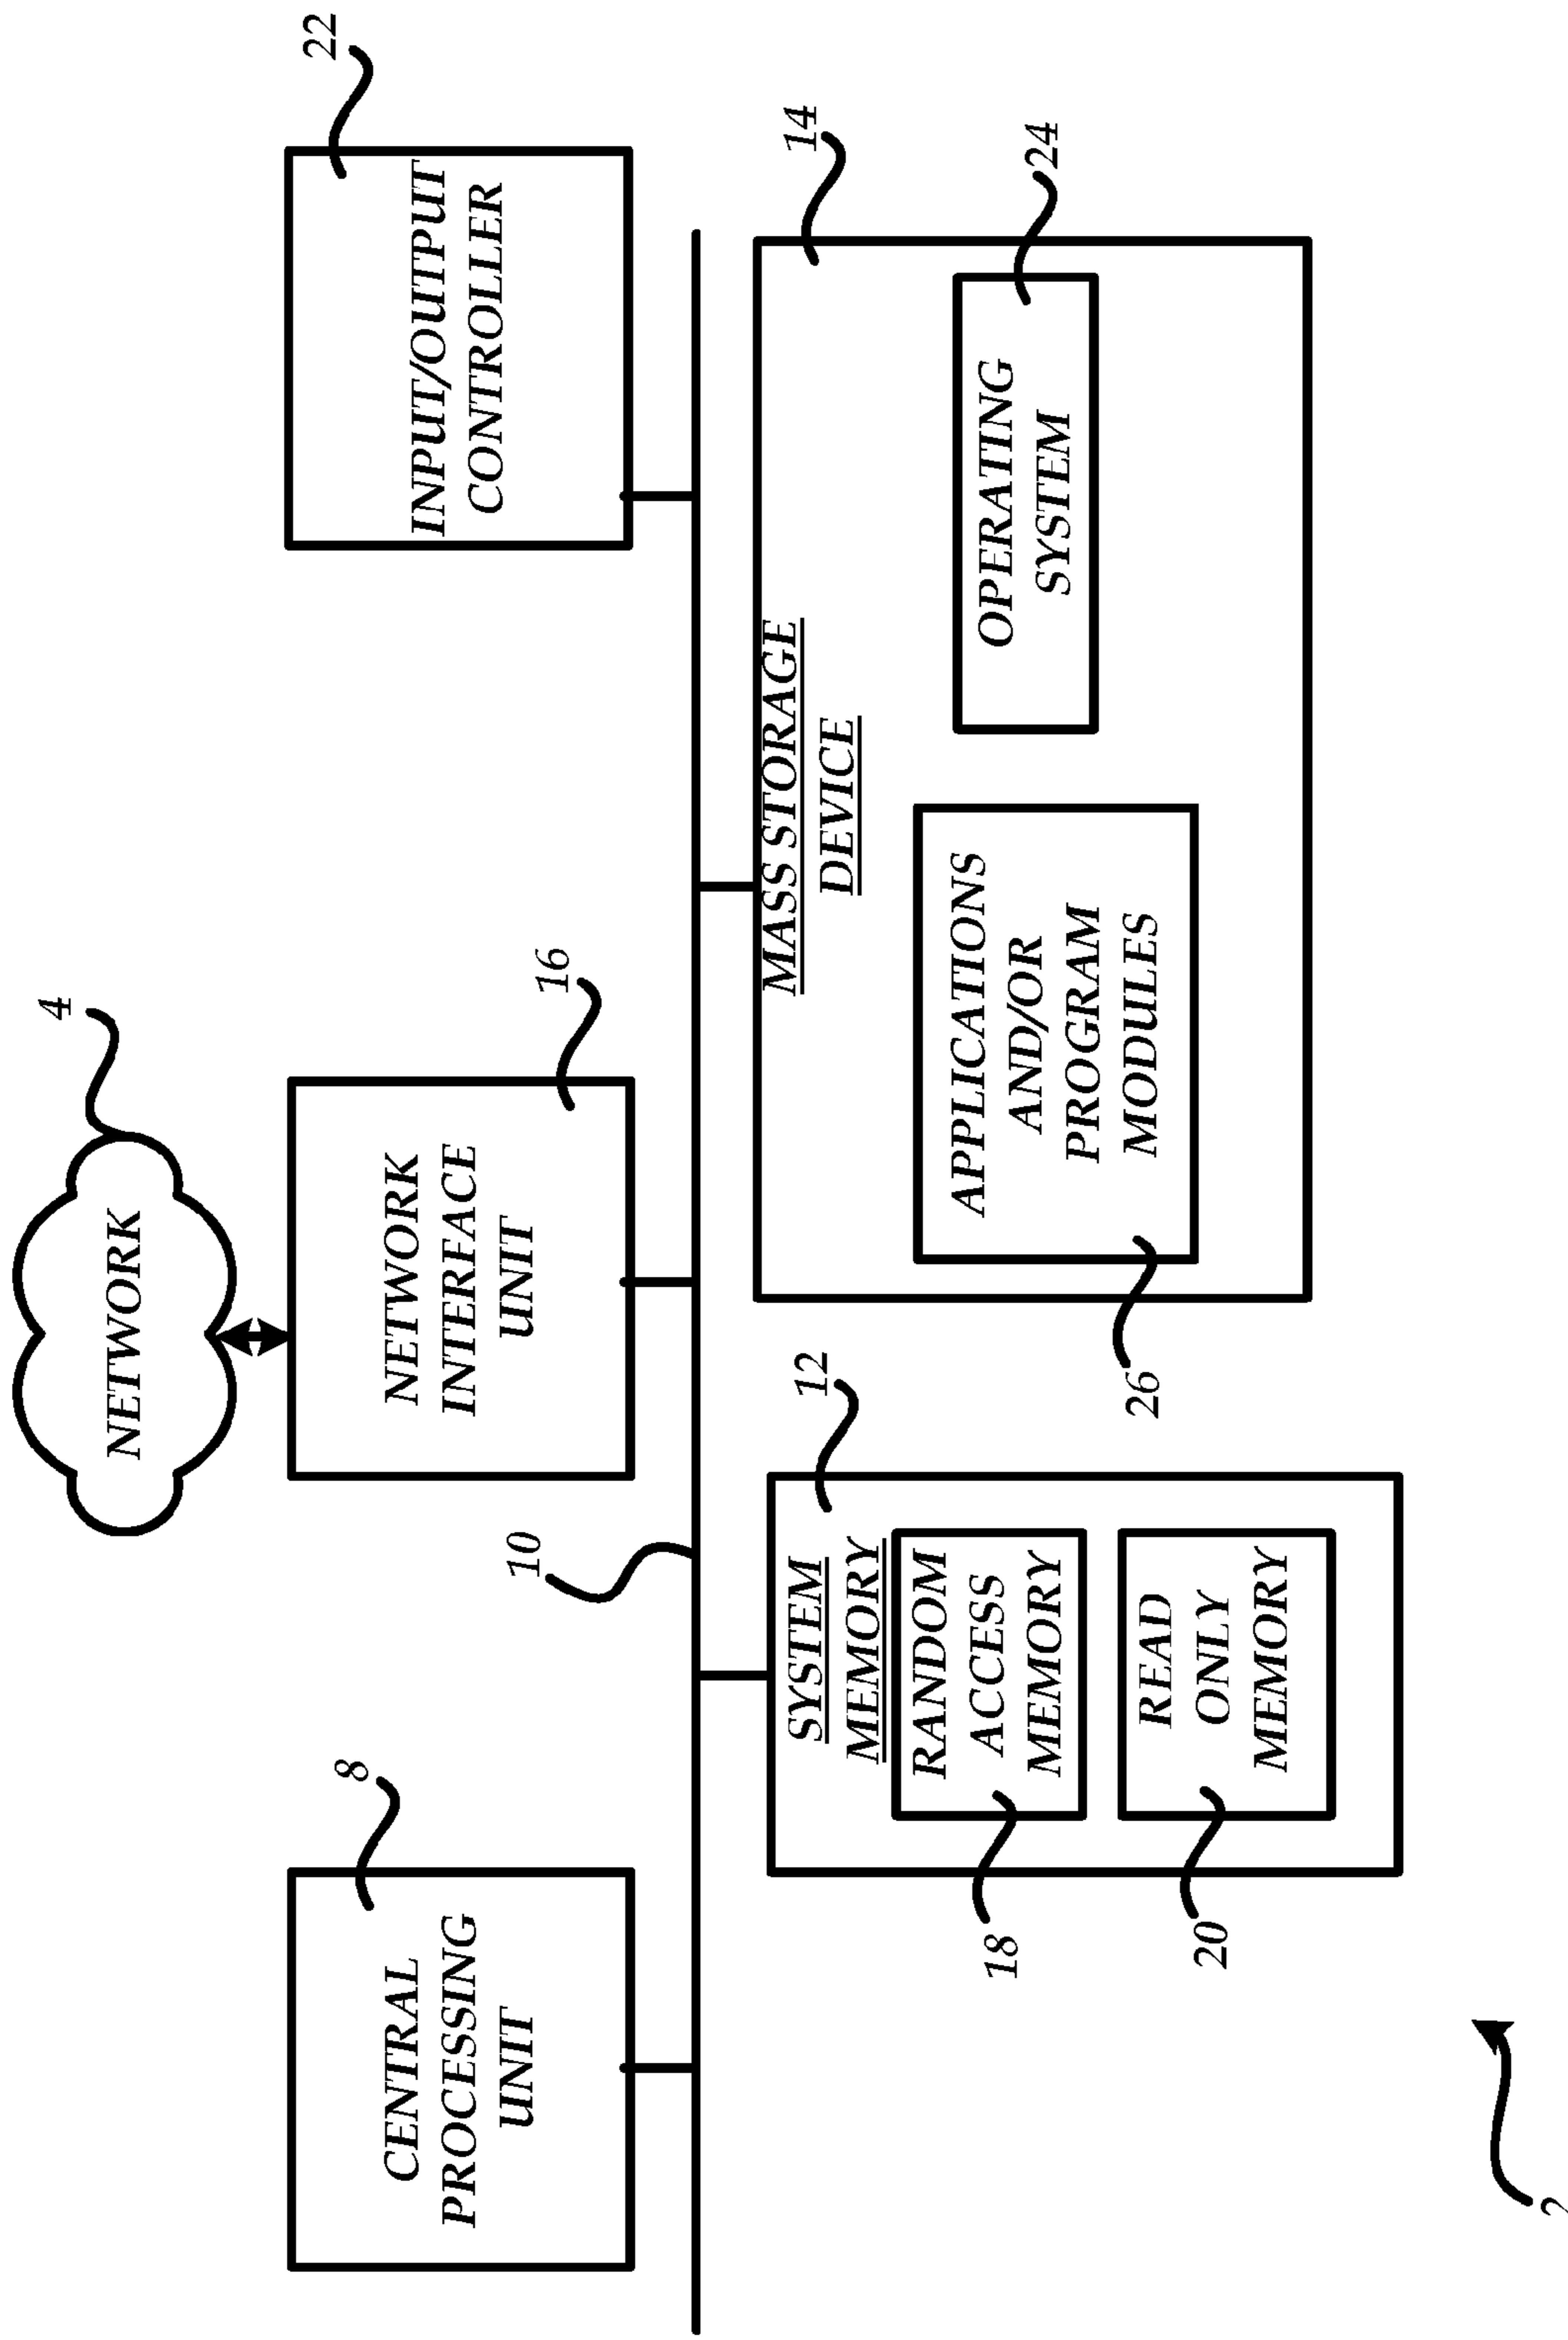 NETWORK
4
CENTRAL
PROCESSING
UNIT
8
NETWORK
INTERFACE
UNIT
16
INPUT/OUTPUT
CONTROLLER
22
10
SYSTEM
MEMORY
12
RANDOM
ACCESS
MEMORY
18
READ
ONLY
MEMORY
20
MASS STORAGE
DEVICE
14
APPLICATIONS
AND/OR
PROGRAM
MODULES
26
OPERATING
SYSTEM
24
2